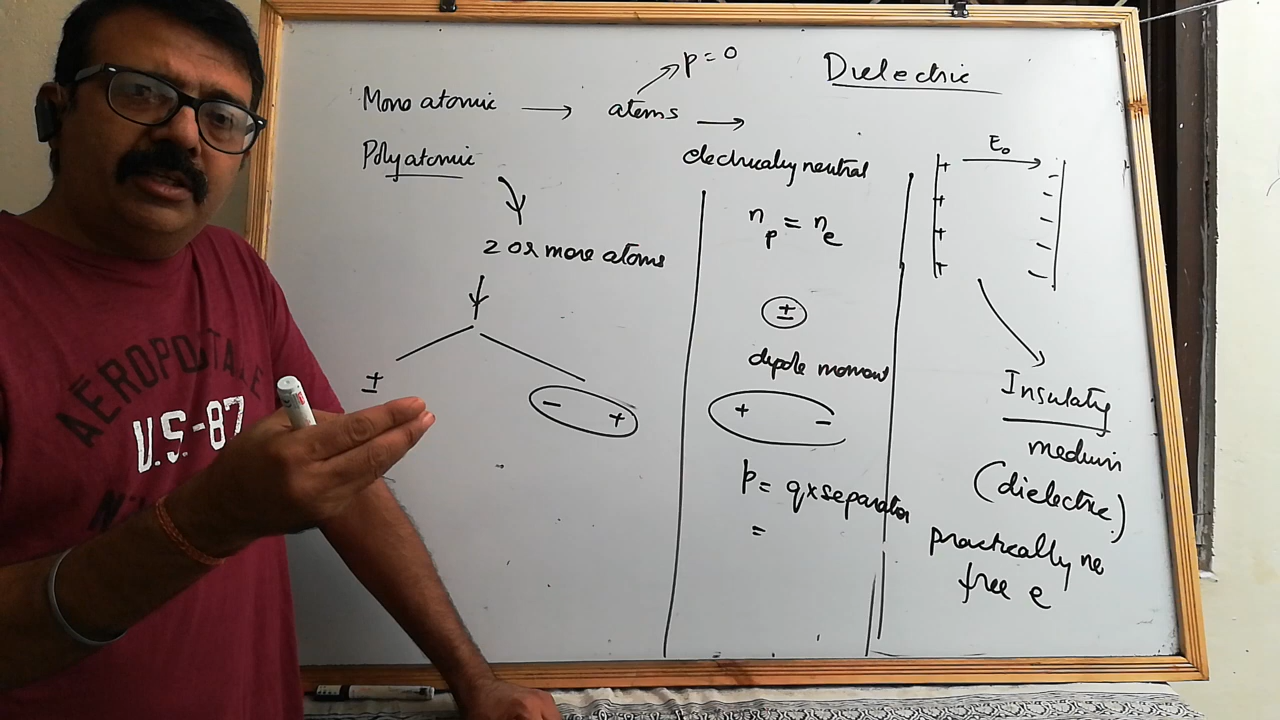 p = 0
Dielectric
Mono atomic → atoms →
Polyatomic
electrically neutral
E₀
+ -
+ -
+ -
+ -
-
2 or more atoms
n_p = n_e
±
±
dipole moment
- +
+ -
p = q x separation
=
Insulating
medium
(dielectric)
practically no
free e
AÉROPOSTALE
U.S.-87